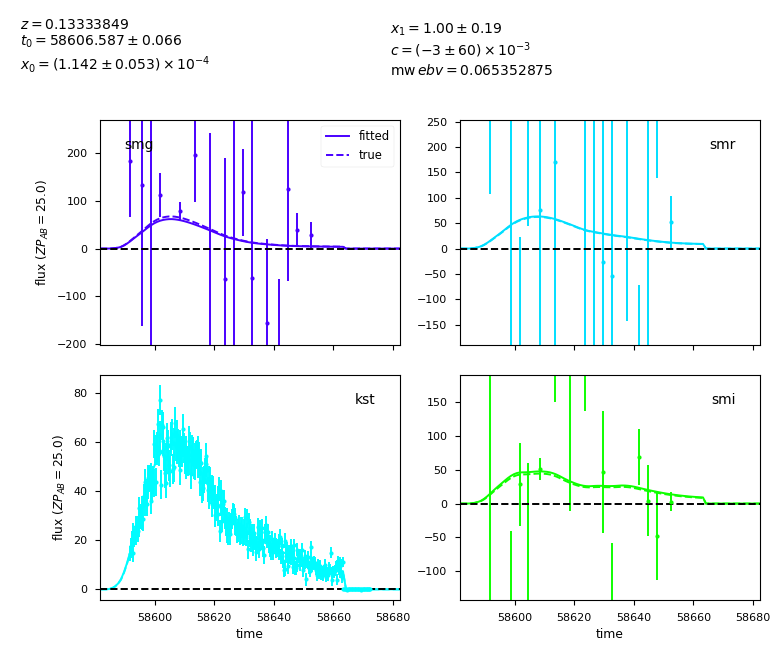 z = 0.13333849
t₀ = 58606.587 ± 0.066
x₀ = (1.142 ± 0.053) × 10⁻⁴
x₁ = 1.00 ± 0.19
c = (−3 ± 60) × 10⁻³
mw ebv = 0.065352875
smg
fitted
true
200
100
0
−100
−200
flux (ZP_AB = 25.0)
smr
250
200
150
100
50
0
−50
−100
−150
kst
80
60
40
20
0
flux (ZP_AB = 25.0)
58600 58620 58640 58660 58680
time
smi
150
100
50
0
−50
−100
58600 58620 58640 58660 58680
time